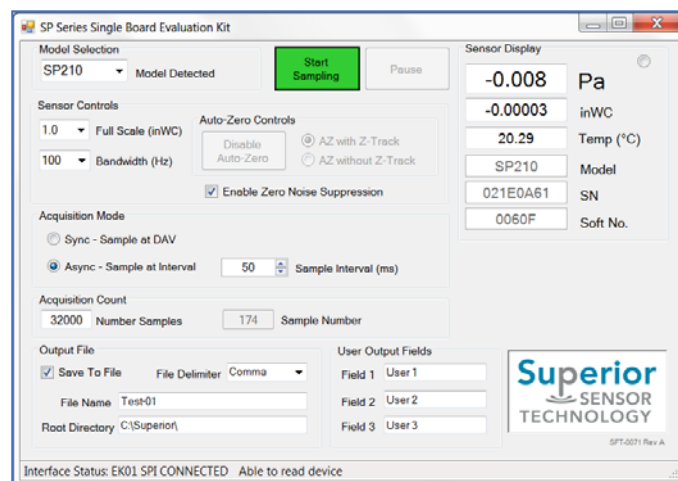 SP Series Single Board Evaluation Kit
Model Selection
SP210 Model Detected
Start
Sampling
Pause
Sensor Display
-0.008 Pa
-0.00003 inWC
20.29 Temp (°C)
SP210 Model
021E0A61 SN
0060F Soft No.
Sensor Controls
1.0 Full Scale (inWC)
100 Bandwidth (Hz)
Auto-Zero Controls
Disable
Auto-Zero
AZ with Z-Track
AZ without Z-Track
Enable Zero Noise Suppression
Acquisition Mode
Sync - Sample at DAV
Async - Sample at Interval 50 Sample Interval (ms)
Acquisition Count
32000 Number Samples 174 Sample Number
Output File
Save To File File Delimiter Comma
File Name Test-01
Root Directory C:\Superior\
User Output Fields
Field 1 User1
Field 2 User2
Field 3 User3
Superior
SENSOR
TECHNOLOGY
SFT-0071 Rev A
Interface Status: EK01 SPI CONNECTED Able to read device